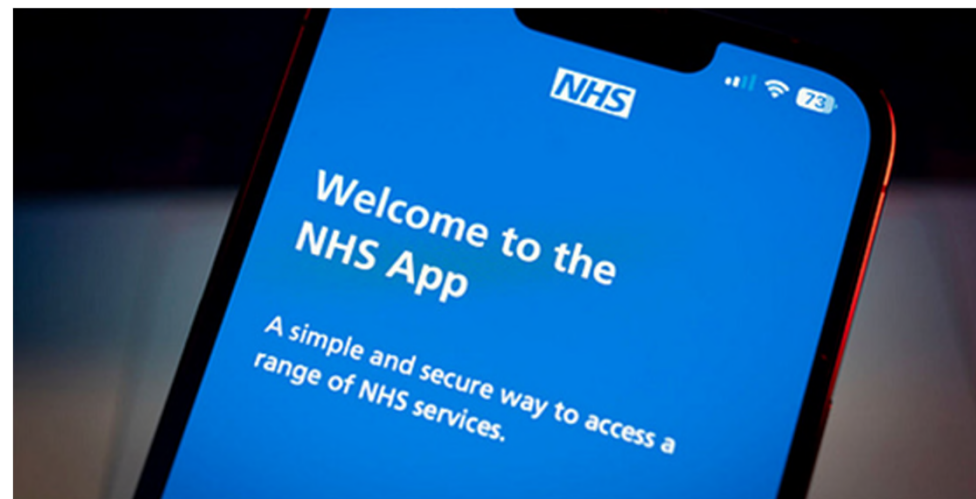 NHS
73
Welcome to the
NHS App
A simple and secure way to access a
range of NHS services.